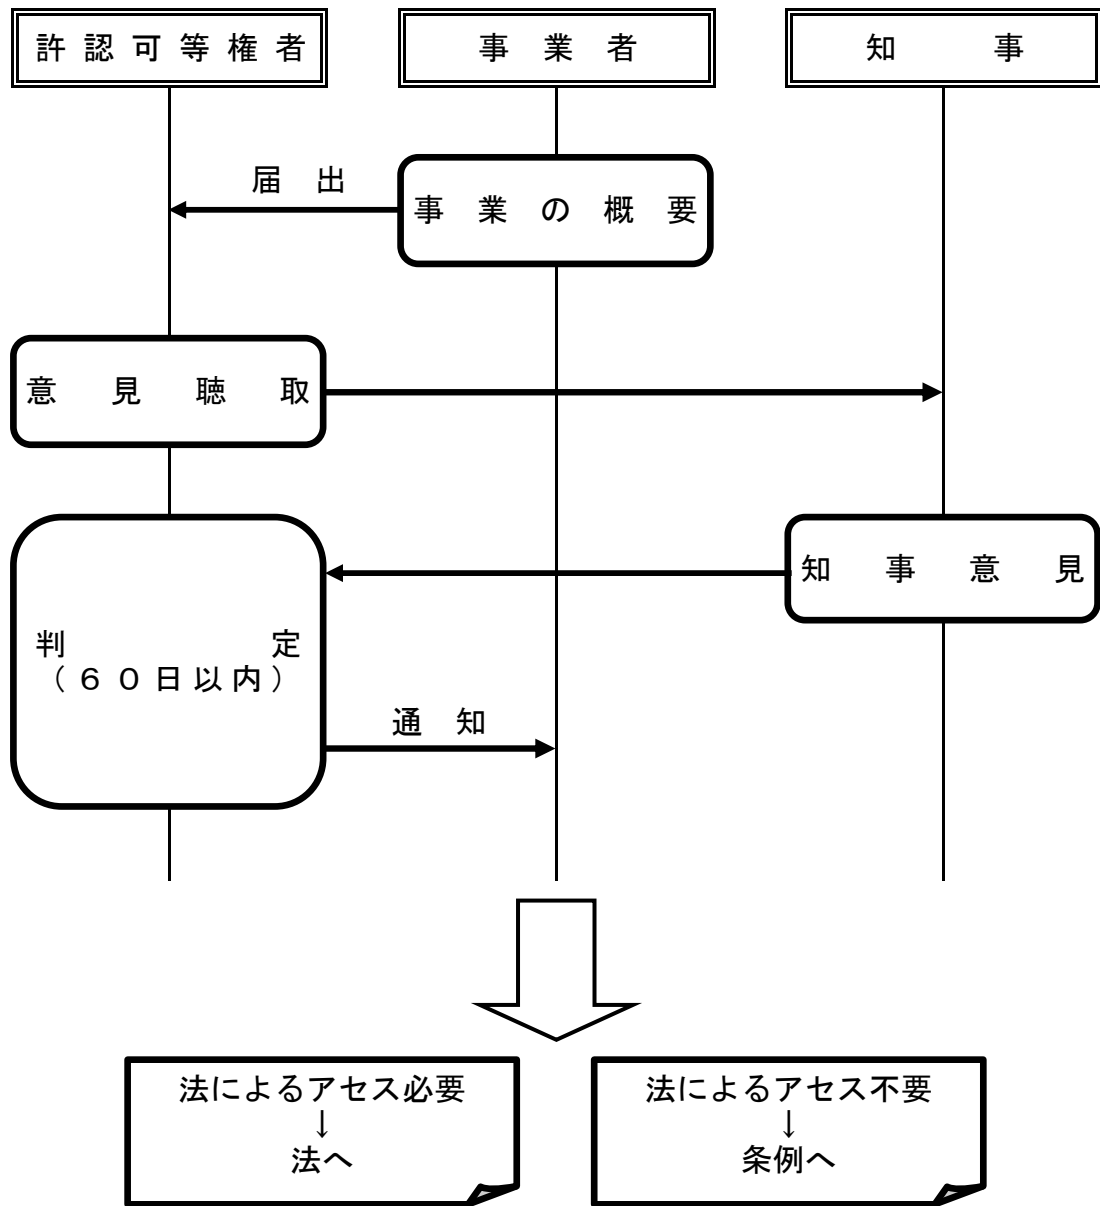 許認可等権者
事業者
知事
届出
事業の概要
意見聴取
知事意見
判定
（６０日以内）
通知
法によるアセス必要
↓
法へ
法によるアセス不要
↓
条例へ